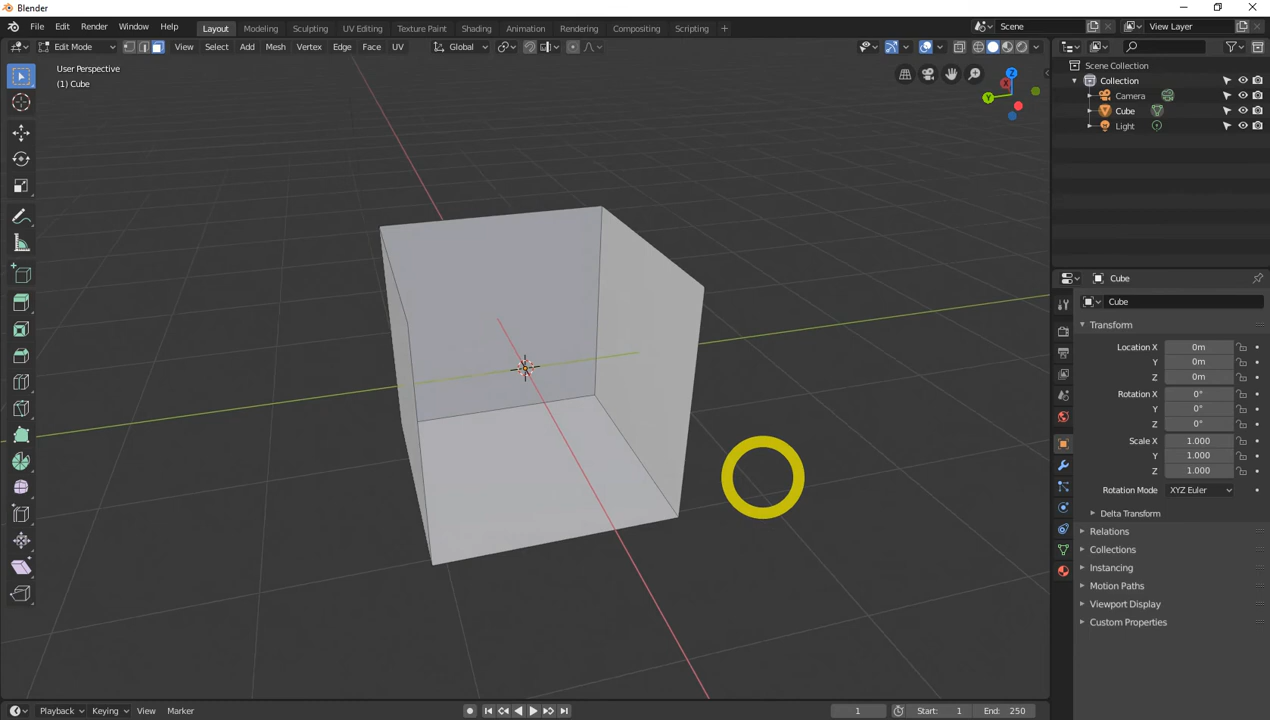 Blender
File Edit Render Window Help Layout Modeling Sculpting UV Editing Texture Paint Shading Animation Rendering Compositing Scripting + Scene View Layer
Edit Mode View Select Add Mesh Vertex Edge Face UV Global
User Perspective
(1) Cube
Z
X
Y
Scene Collection
Collection
Camera
Cube
Light
Cube
Cube
Transform
Location X 0m
Y 0m
Z 0m
Rotation X 0°
Y 0°
Z 0°
Scale X 1.000
Y 1.000
Z 1.000
Rotation Mode XYZ Euler
Delta Transform
Relations
Collections
Instancing
Motion Paths
Viewport Display
Custom Properties
Playback Keying View Marker 1 Start: 1 End: 250